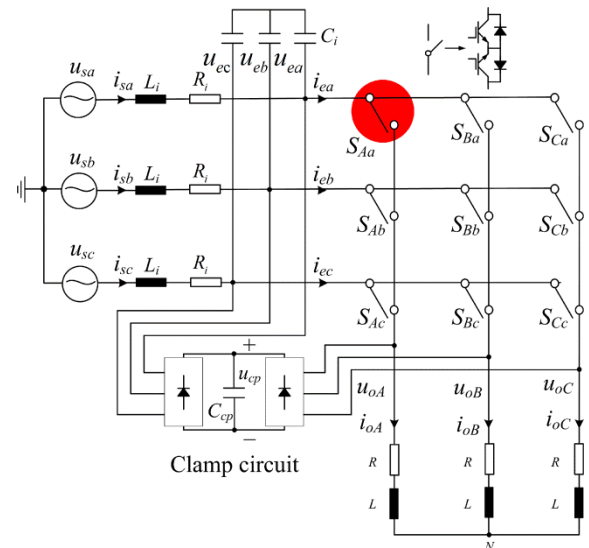 C_i
u_ec u_eb u_ea
u_sa
i_sa L_i R_i i_ea
S_Aa S_Ba S_Ca
u_sb
i_sb L_i R_i i_eb
S_Ab S_Bb S_Cb
u_sc
i_sc L_i R_i i_ec
S_Ac S_Bc S_Cc
+
u_cp
C_cp
−
Clamp circuit
u_oA u_oB u_oC
i_oA i_oB i_oC
R R R
L L L
N